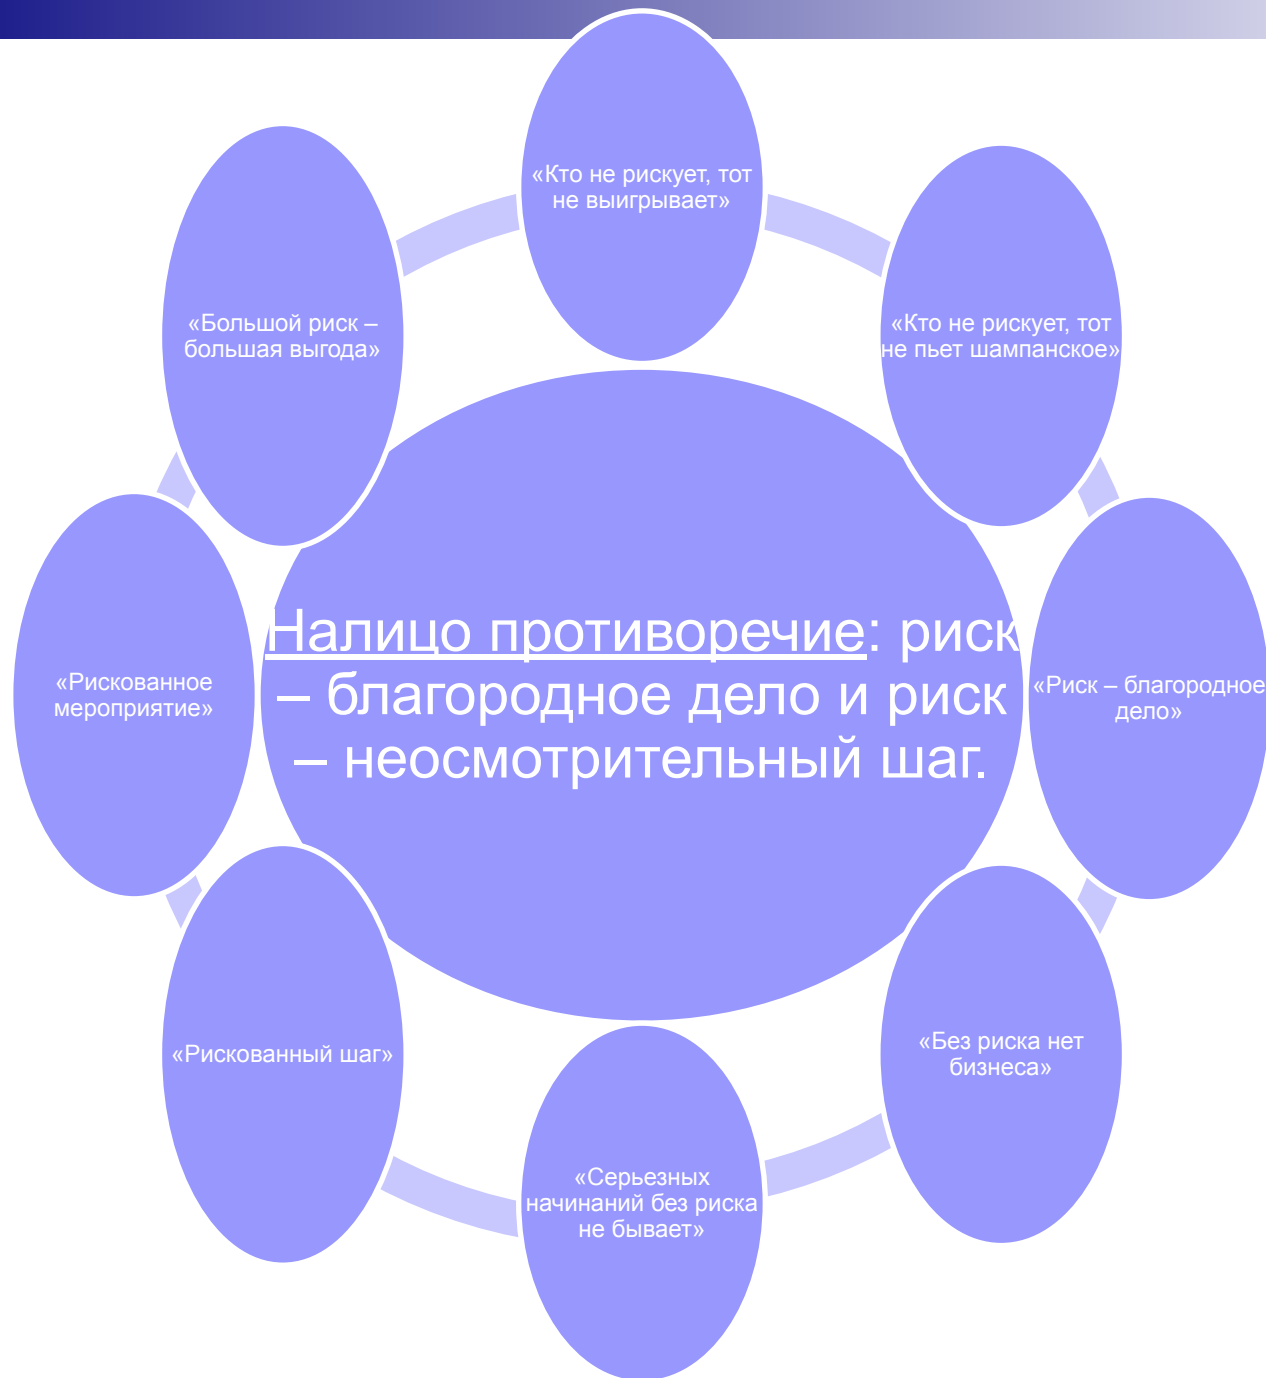 «Кто не рискует, тот
не выигрывает»
«Кто не рискует, тот
не пьет шампанское»
«Риск – благородное
дело»
«Без риска нет
бизнеса»
«Серьезных
начинаний без риска
не бывает»
«Рискованный шаг»
«Рискованное
мероприятие»
«Большой риск –
большая выгода»
Налицо противоречие: риск
– благородное дело и риск
– неосмотрительный шаг.